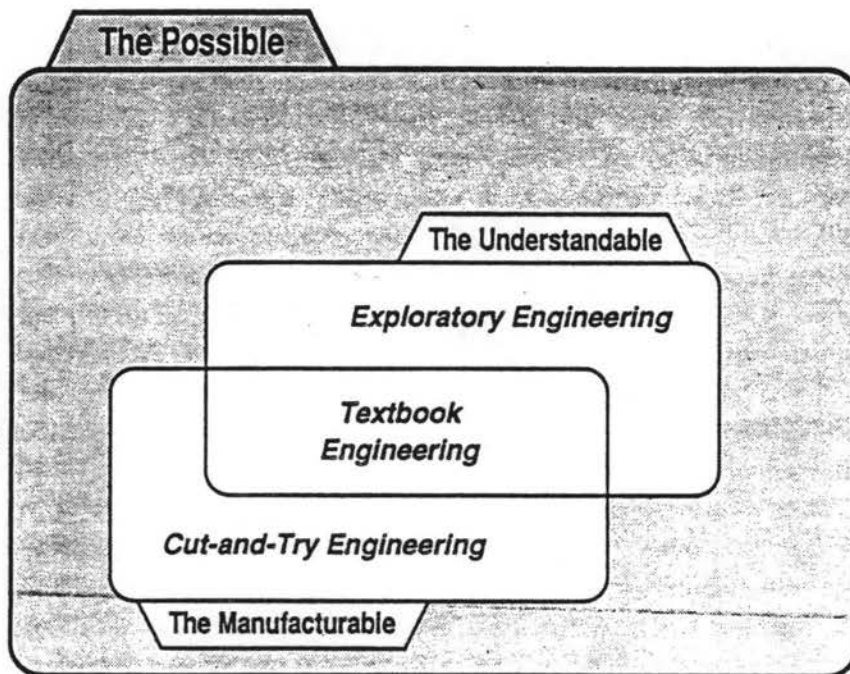 The Possible
The Understandable
Exploratory Engineering
Textbook
Engineering
Cut-and-Try Engineering
The Manufacturable